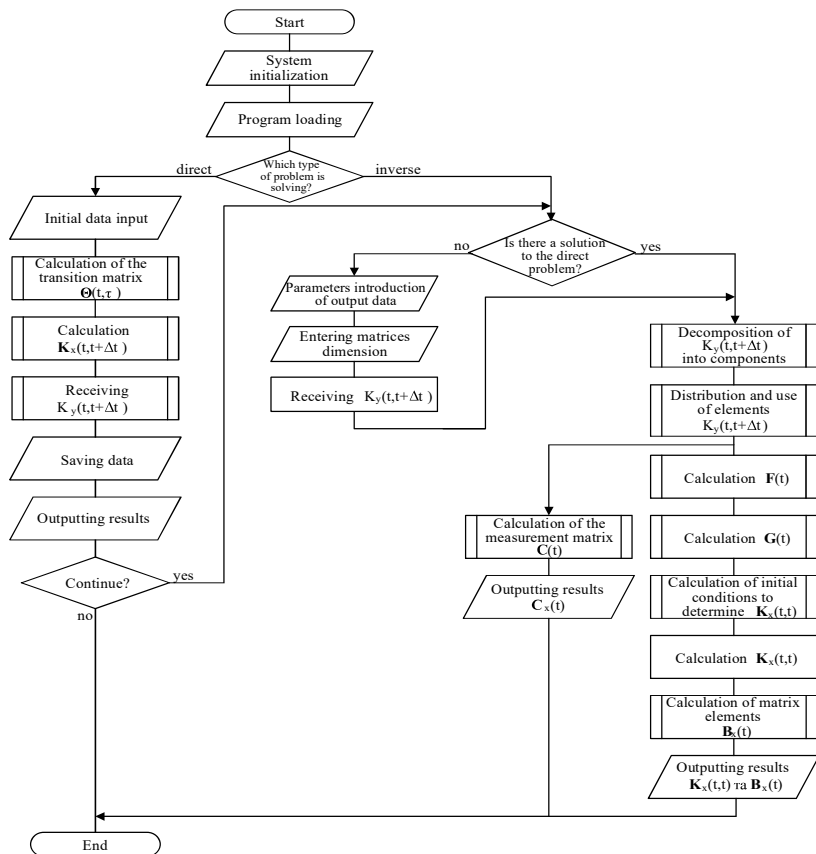 Start
System
initialization
Program loading
direct
Which type
of problem is
solving?
inverse
Initial data input
Calculation of the
transition matrix
Θ(t,τ )
Calculation
Kₓ(t,t+Δt )
Receiving
K y(t,t+Δt )
Saving data
Outputting results
Continue?
yes
no
no
Is there a solution
to the direct
problem?
yes
Parameters introduction
of output data
Entering matrices
dimension
Receiving Ky(t,t+Δt )
Decomposition of
Ky(t,t+Δt )
into components
Distribution and use
of elements
Ky(t,t+Δt )
Calculation of the
measurement matrix
C(t)
Outputting results
Cₓ(t)
Calculation F(t)
Calculation G(t)
Calculation of initial
conditions to
determine Kₓ(t,t)
Calculation Kₓ(t,t)
Calculation of matrix
elements
Bₓ(t)
Outputting results
Kₓ(t,t) та Bₓ(t)
End